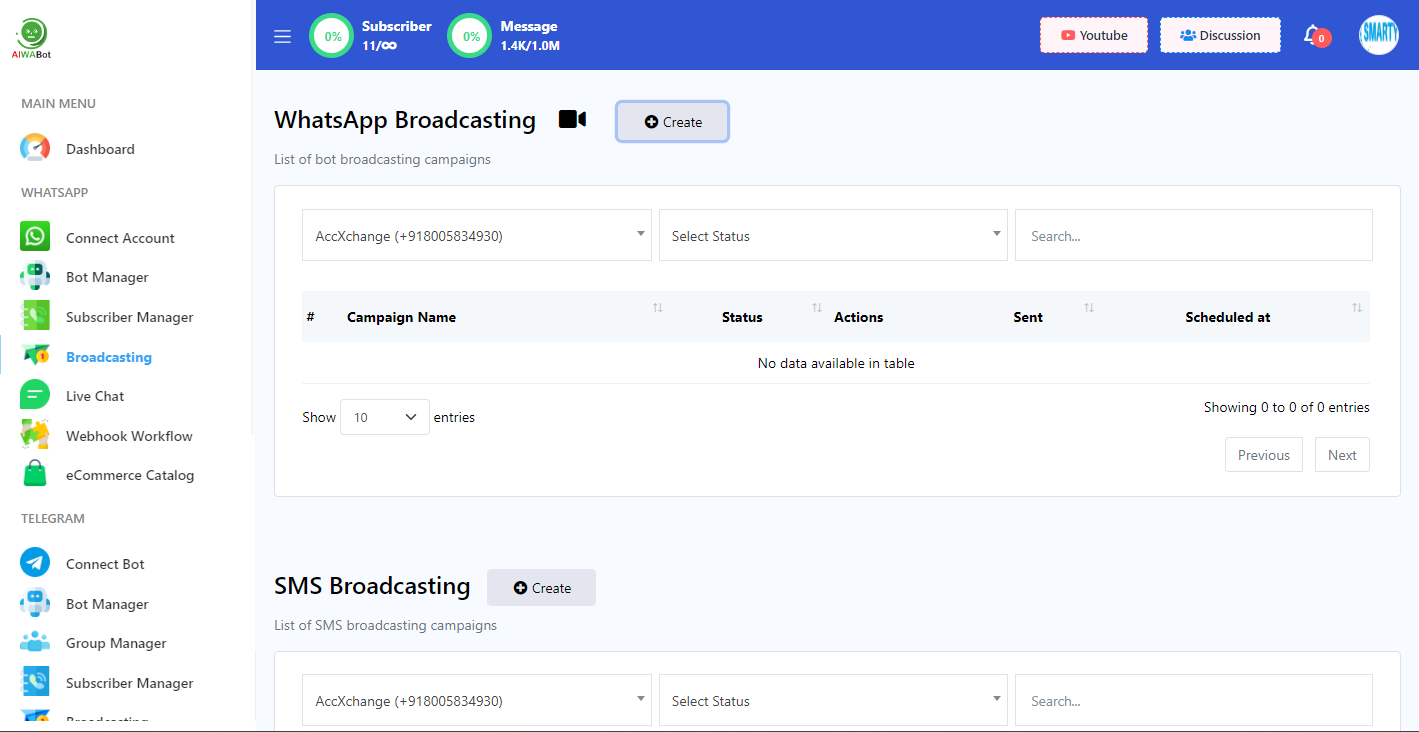 AIWABot
0%
Subscriber
11/∞
0%
Message
1.4K/1.0M
Youtube
Discussion
0
SMARTY
MAIN MENU
Dashboard
WHATSAPP
Connect Account
Bot Manager
Subscriber Manager
Broadcasting
Live Chat
Webhook Workflow
eCommerce Catalog
TELEGRAM
Connect Bot
Bot Manager
Group Manager
Subscriber Manager
Broadcasting
WhatsApp Broadcasting
Create
List of bot broadcasting campaigns
AccXchange (+918005834930)
Select Status
Search...
# Campaign Name Status Actions Sent Scheduled at
No data available in table
Show 10 entries
Showing 0 to 0 of 0 entries
Previous
Next
SMS Broadcasting
Create
List of SMS broadcasting campaigns
AccXchange (+918005834930)
Select Status
Search...